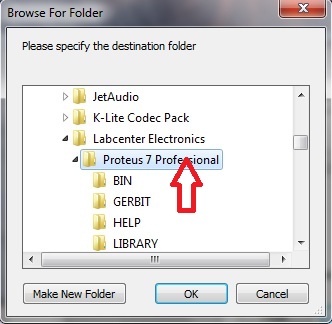 Browse For Folder
Please specify the destination folder
JetAudio
K-Lite Codec Pack
Labcenter Electronics
Proteus 7 Professional
BIN
GERBIT
HELP
LIBRARY
Make New Folder
OK
Cancel